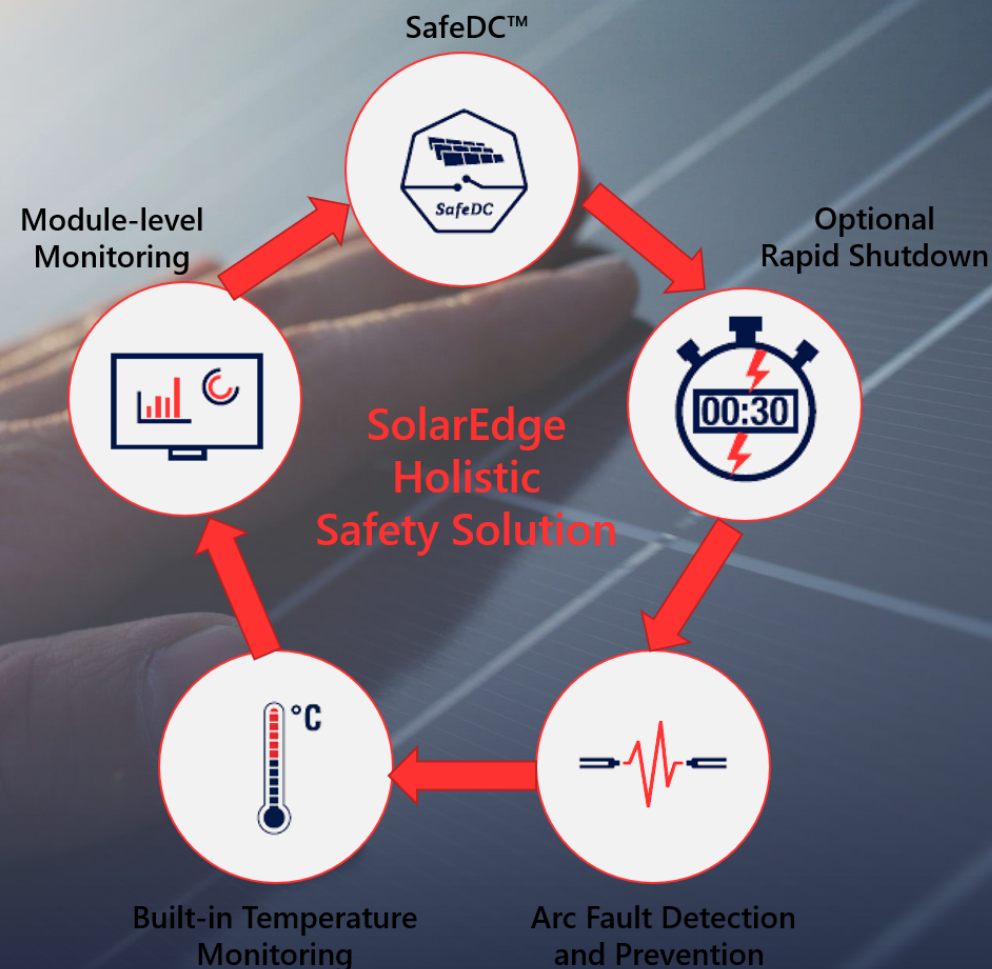 SafeDC™
SafeDC
Optional
Rapid Shutdown
00:30
Arc Fault Detection
and Prevention
Built-in Temperature
Monitoring
°C
Module-level
Monitoring
SolarEdge
Holistic
Safety Solution